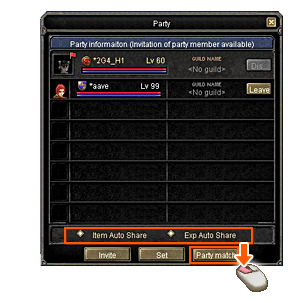 Party
Party informaiton (Invitation of party member available)
*2G4_H1 Lv 60 GUILD NAME <No guild> Dis
*aave Lv 99 GUILD NAME <No guild> Leave
Item Auto Share Exp Auto Share
Invite Set Party match